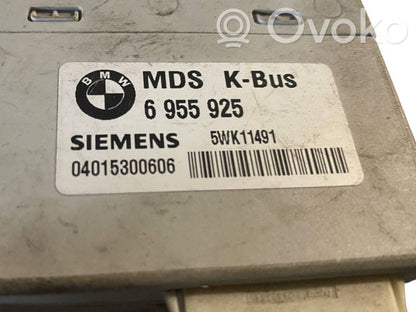 Ovoko
BMW
MDS K-Bus
6 955 925
SIEMENS 5WK11491
04015300606